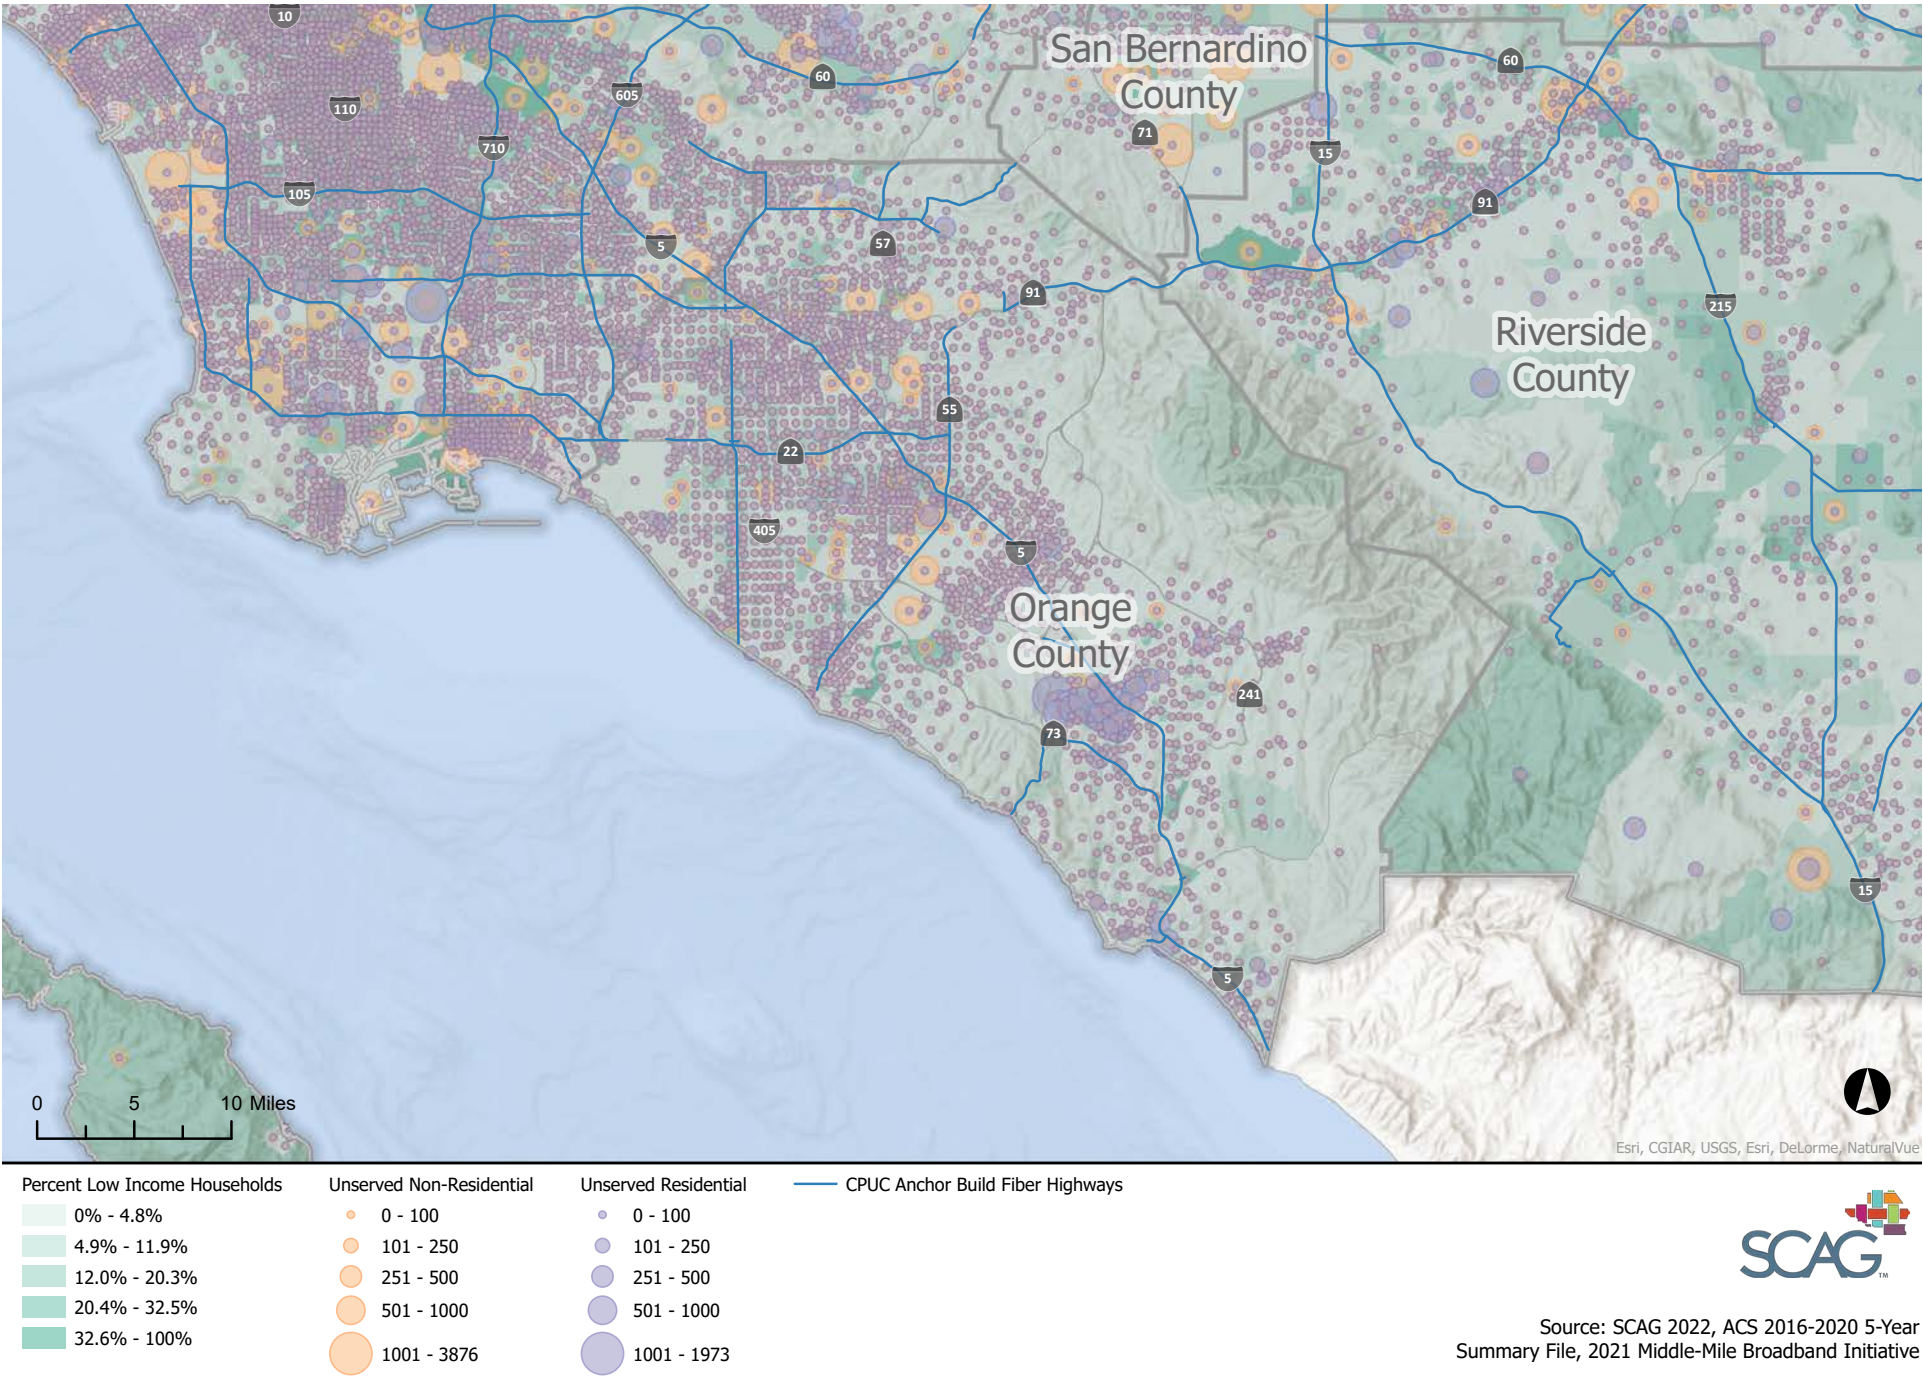 10
San Bernardino
County
60
60
605
110
71
710
15
105
91
57
5
91
215
Riverside
County
55
22
405
5
Orange
County
241
73
15
5
0 5 10 Miles
Esri, CGIAR, USGS, Esri, DeLorme, NaturalVue
Percent Low Income Households
0% - 4.8%
4.9% - 11.9%
12.0% - 20.3%
20.4% - 32.5%
32.6% - 100%
Unserved Non-Residential
0 - 100
101 - 250
251 - 500
501 - 1000
1001 - 3876
Unserved Residential
0 - 100
101 - 250
251 - 500
501 - 1000
1001 - 1973
CPUC Anchor Build Fiber Highways
SCAG™
Source: SCAG 2022, ACS 2016-2020 5-Year
Summary File, 2021 Middle-Mile Broadband Initiative